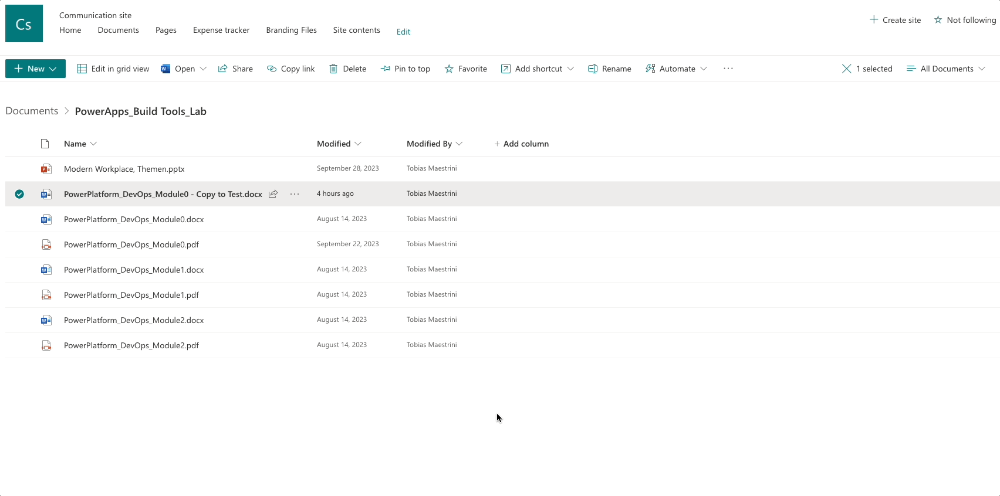 Cs
Communication site
Home Documents Pages Expense tracker Branding Files Site contents Edit
Create site Not following
New Edit in grid view Open Share Copy link Delete Pin to top Favorite Add shortcut Rename Automate ··· 1 selected All Documents
Documents > PowerApps_Build Tools_Lab
Name Modified Modified By + Add column
Modern Workplace, Themen.pptx September 28, 2023 Tobias Maestrini
PowerPlatform_DevOps_Module0 - Copy to Test.docx ··· 4 hours ago Tobias Maestrini
PowerPlatform_DevOps_Module0.docx August 14, 2023 Tobias Maestrini
PowerPlatform_DevOps_Module0.pdf September 22, 2023 Tobias Maestrini
PowerPlatform_DevOps_Module1.docx August 14, 2023 Tobias Maestrini
PowerPlatform_DevOps_Module1.pdf August 14, 2023 Tobias Maestrini
PowerPlatform_DevOps_Module2.docx August 14, 2023 Tobias Maestrini
PowerPlatform_DevOps_Module2.pdf August 14, 2023 Tobias Maestrini